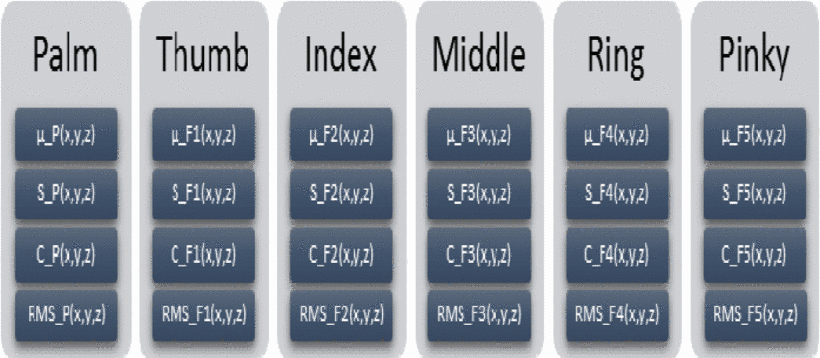 Palm
μ_P(x,y,z)
S_P(x,y,z)
C_P(x,y,z)
RMS_P(x,y,z)
Thumb
μ_F1(x,y,z)
S_F1(x,y,z)
C_F1(x,y,z)
RMS_F1(x,y,z)
Index
μ_F2(x,y,z)
S_F2(x,y,z)
C_F2(x,y,z)
RMS_F2(x,y,z)
Middle
μ_F3(x,y,z)
S_F3(x,y,z)
C_F3(x,y,z)
RMS_F3(x,y,z)
Ring
μ_F4(x,y,z)
S_F4(x,y,z)
C_F4(x,y,z)
RMS_F4(x,y,z)
Pinky
μ_F5(x,y,z)
S_F5(x,y,z)
C_F5(x,y,z)
RMS_F5(x,y,z)